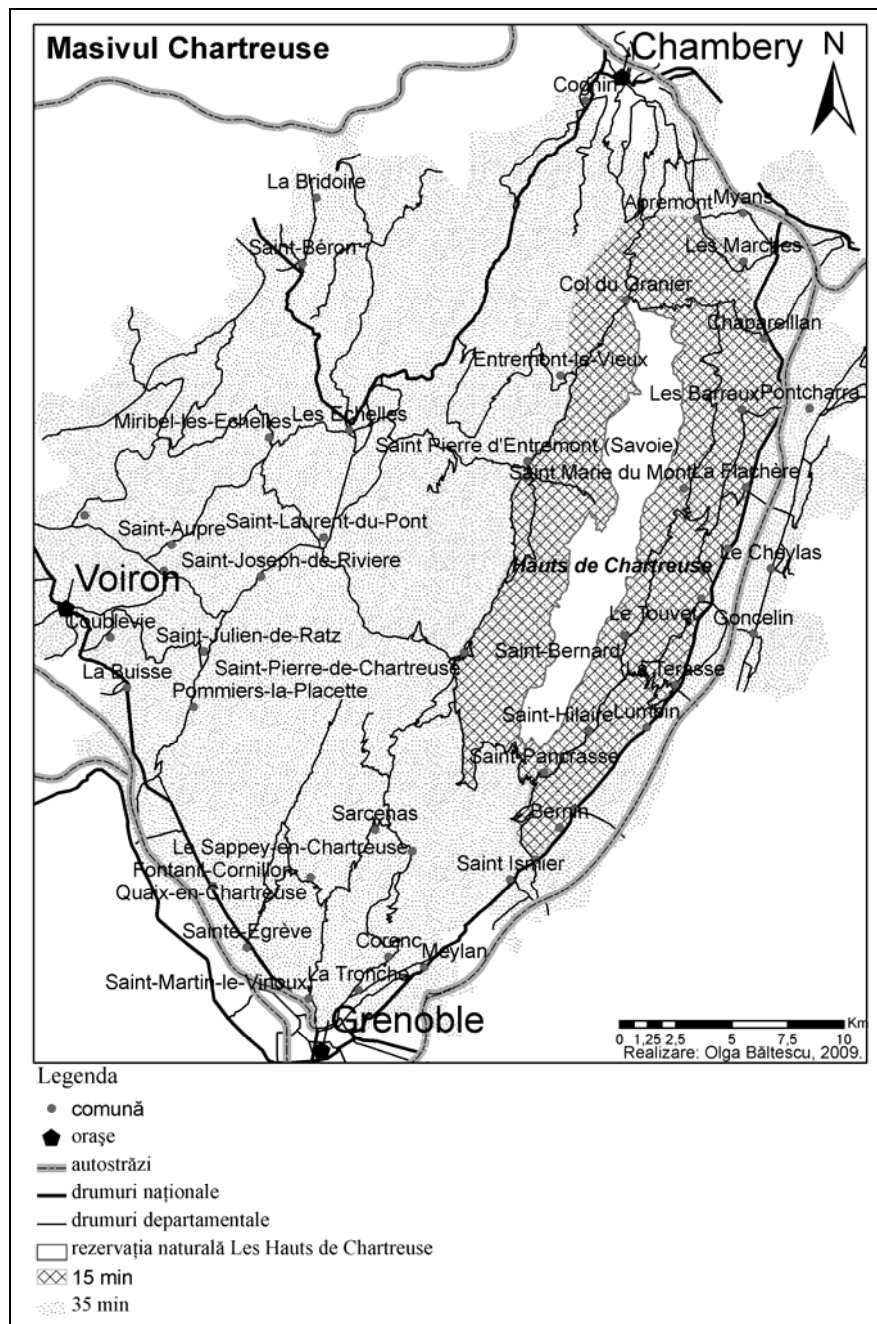 Masivul Chartreuse
Chambery
N
Cognin
La Bridoire
Apremont
Myans
Saint-Béron
Les Marches
Col du Granier
Chapareillan
Entremont-le-Vieux
Les Barraux
Pontcharra
Miribel-les-Echelles
Les Echelles
Saint Pierre d'Entremont (Savoie)
Saint Marie du Mont
La Flachère
Saint-Aupre
Saint-Laurent-du-Pont
Saint-Joseph-de-Riviere
Hauts de Chartreuse
Le Cheylas
Voiron
Coublevie
Le Touvet
Goncelin
Saint-Julien-de-Ratz
Saint-Bernard
La Buisse
Saint-Pierre-de-Chartreuse
La Terasse
Pommiers-la-Placette
Saint-Hilaire
Lumbin
Saint-Pancrasse
Sarcenas
Bernin
Le Sappey-en-Chartreuse
Fontanil-Cornillon
Saint Ismier
Quaix-en-Chartreuse
Sainte-Egrève
Corenc
Meylan
Saint-Martin-le-Vinoux
La Tronche
Grenoble
Km
0 1,25 2,5 5 7,5 10
Realizare: Olga Băltescu, 2009.
Legenda
comună
orașe
autostrăzi
drumuri naționale
drumuri departamentale
rezervația naturală Les Hauts de Chartreuse
15 min
35 min